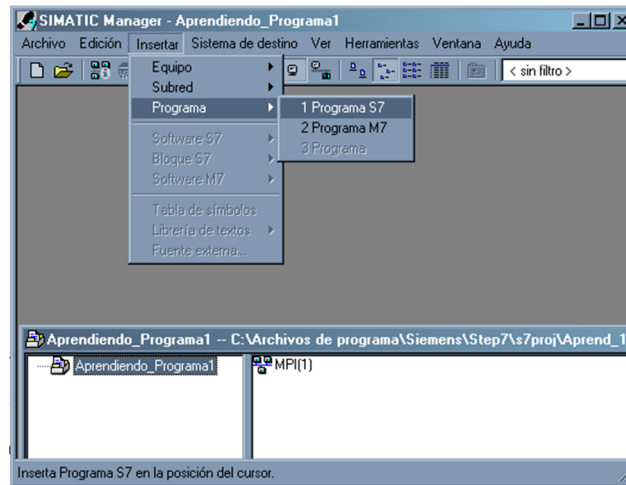 SIMATIC Manager - Aprendiendo_Programa1
Archivo Edición Insertar Sistema de destino Ver Herramientas Ventana Ayuda
< sin filtro >
Equipo
Subred
Programa
Software S7
Bloque S7
Software M7
Tabla de símbolos
Librería de textos
Fuente externa...
1 Programa S7
2 Programa M7
3 Programa
Aprendiendo_Programa1 -- C:\Archivos de programa\Siemens\Step7\s7proj\Aprend_1
Aprendiendo_Programa1
MPI(1)
Inserta Programa S7 en la posición del cursor.